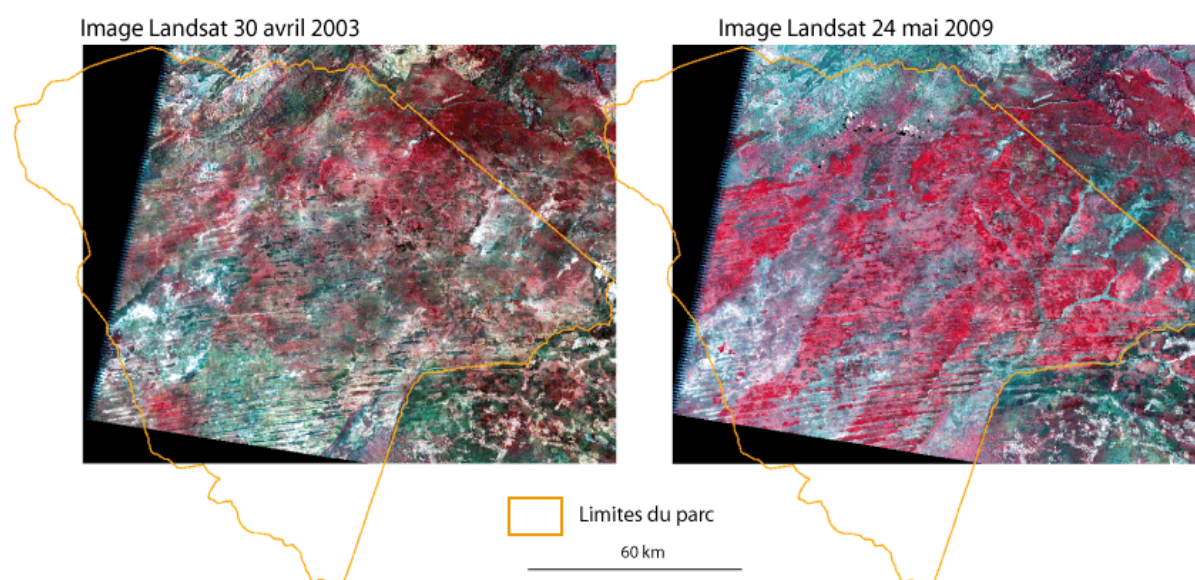 Image Landsat 30 avril 2003
Image Landsat 24 mai 2009
Limites du parc
60 km